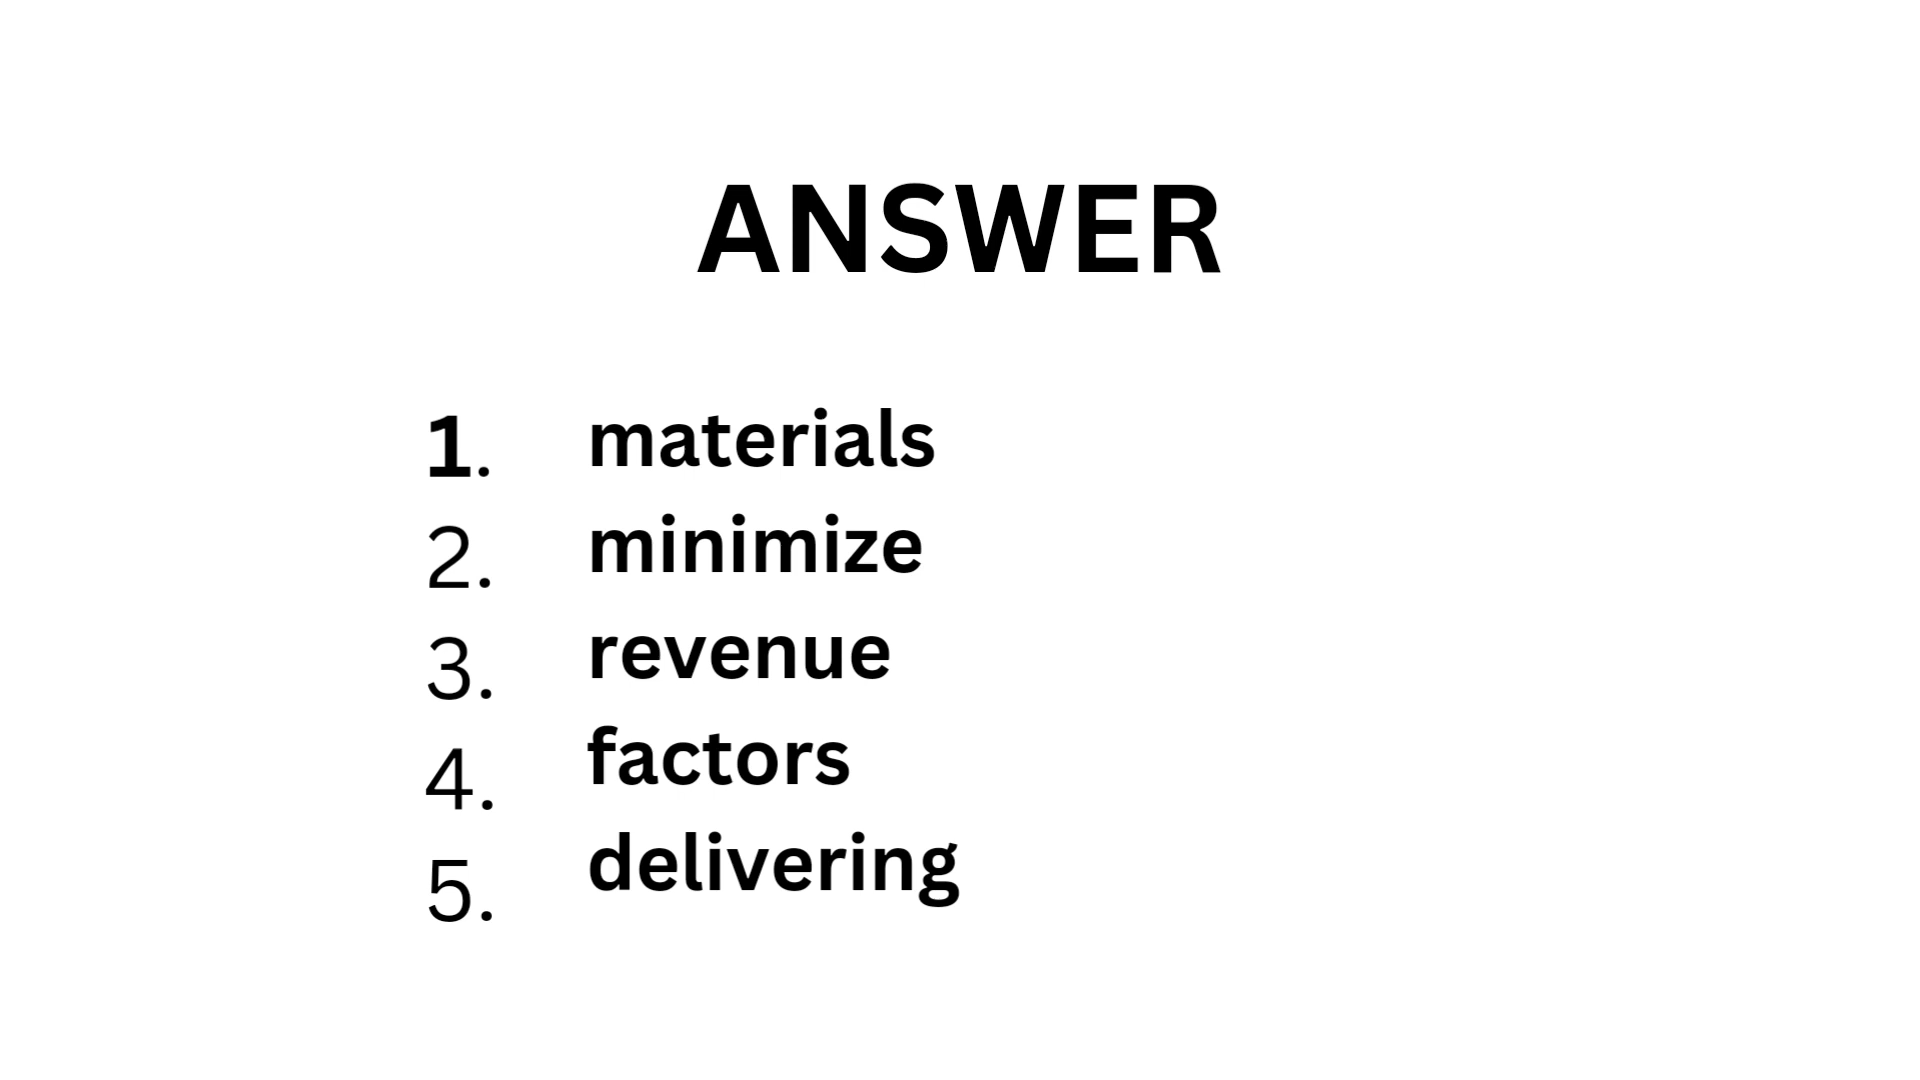 ANSWER
1. materials
2. minimize
3. revenue
4. factors
5. delivering